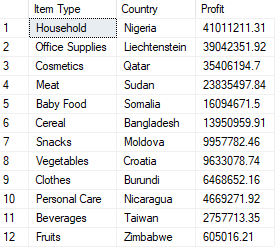 Item Type Country Profit
1 Household Nigeria 41011211.31
2 Office Supplies Liechtenstein 39042351.92
3 Cosmetics Qatar 35406194.7
4 Meat Sudan 23835497.84
5 Baby Food Somalia 16094671.5
6 Cereal Bangladesh 13950959.91
7 Snacks Moldova 9957782.46
8 Vegetables Croatia 9633078.74
9 Clothes Burundi 6468652.16
10 Personal Care Nicaragua 4669271.92
11 Beverages Taiwan 2757713.35
12 Fruits Zimbabwe 605016.21